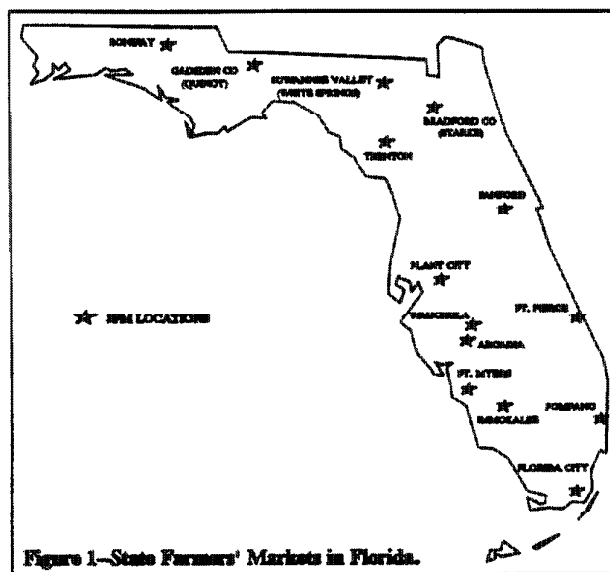 BONIFAY
GADSDEN CO
(QUINCY)
SUWANNEE VALLEY
(WHITE SPRINGS)
BRADFORD CO
(STARKE)
TRENTON
SANFORD
PLANT CITY
WAUCHULA
FT. PIERCE
SFM LOCATIONS
ARCADIA
FT. MYERS
IMMOKALEE
POMPANO
FLORIDA CITY
Figure 1–State Farmers' Markets in Florida.